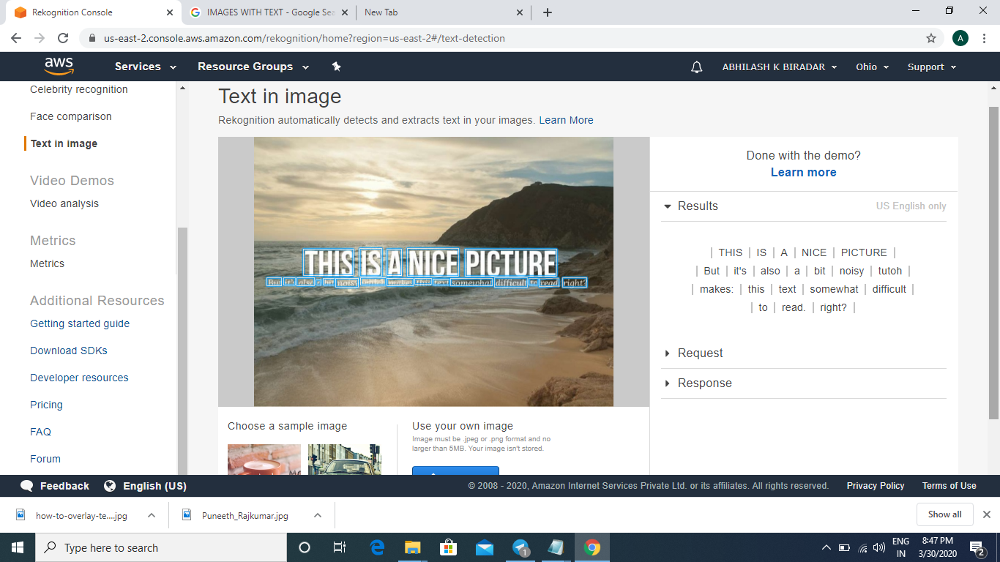 Rekognition Console
IMAGES WITH TEXT - Google Sea
New Tab
us-east-2.console.aws.amazon.com/rekognition/home?region=us-east-2#/text-detection
A
aws
Services
Resource Groups
ABHILASH K BIRADAR
Ohio
Support
Celebrity recognition
Face comparison
Text in image
Video Demos
Video analysis
Metrics
Metrics
Additional Resources
Getting started guide
Download SDKs
Developer resources
Pricing
FAQ
Forum
Text in image
Rekognition automatically detects and extracts text in your images. Learn More
THIS IS A NICE PICTURE
But it's also a bit noisy makes this text somewhat difficult to read, right?
Choose a sample image
Use your own image
Image must be .jpeg or .png format and no
larger than 5MB. Your image isn't stored.
Done with the demo?
Learn more
Results
US English only
| THIS | IS | A | NICE | PICTURE |
| But | it's | also | a | bit | noisy | tutoh |
| makes: | this | text | somewhat | difficult |
| to | read. | right? |
Request
Response
Feedback
English (US)
© 2008 - 2020, Amazon Internet Services Private Ltd. or its affiliates. All rights reserved.
Privacy Policy
Terms of Use
how-to-overlay-te....jpg
Puneeth_Rajkumar.jpg
Show all
Type here to search
1
ENG
IN
8:47 PM
3/30/2020
2